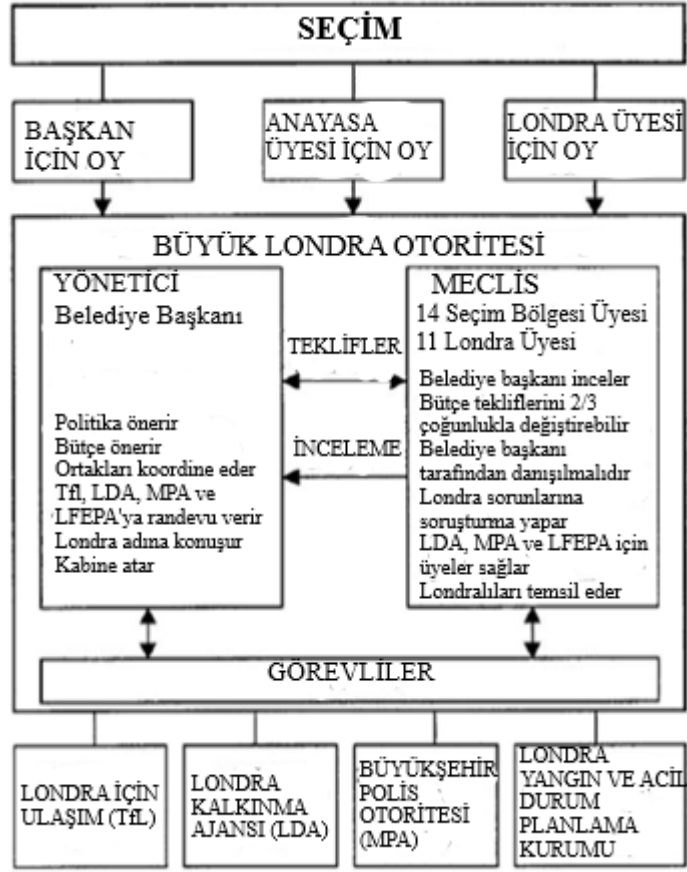 SEÇİM
BAŞKAN
İÇİN OY
ANAYASA
ÜYESİ İÇİN OY
LONDRA ÜYESİ
İÇİN OY
BÜYÜK LONDRA OTORİTESİ
YÖNETİCİ
Belediye Başkanı
Politika önerir
Bütçe önerir
Ortakları koordine eder
Tfl, LDA, MPA ve
LFEPA'ya randevu verir
Londra adına konuşur
Kabine atar
TEKLİFLER
İNCELEME
MECLİS
14 Seçim Bölgesi Üyesi
11 Londra Üyesi
Belediye başkanı inceler
Bütçe tekliflerini 2/3
çoğunlukla değiştirebilir
Belediye başkanı
tarafından danışılmalıdır
Londra sorunlarına
soruşturma yapar
LDA, MPA ve LFEPA için
üyeler sağlar
Londralıları temsil eder
GÖREVLİLER
LONDRA İÇİN
ULAŞIM (TfL)
LONDRA
KALKINMA
AJANSI (LDA)
BÜYÜKŞEHİR
POLİS
OTORİTESİ
(MPA)
LONDRA
YANGIN VE ACİL
DURUM
PLANLAMA
KURUMU